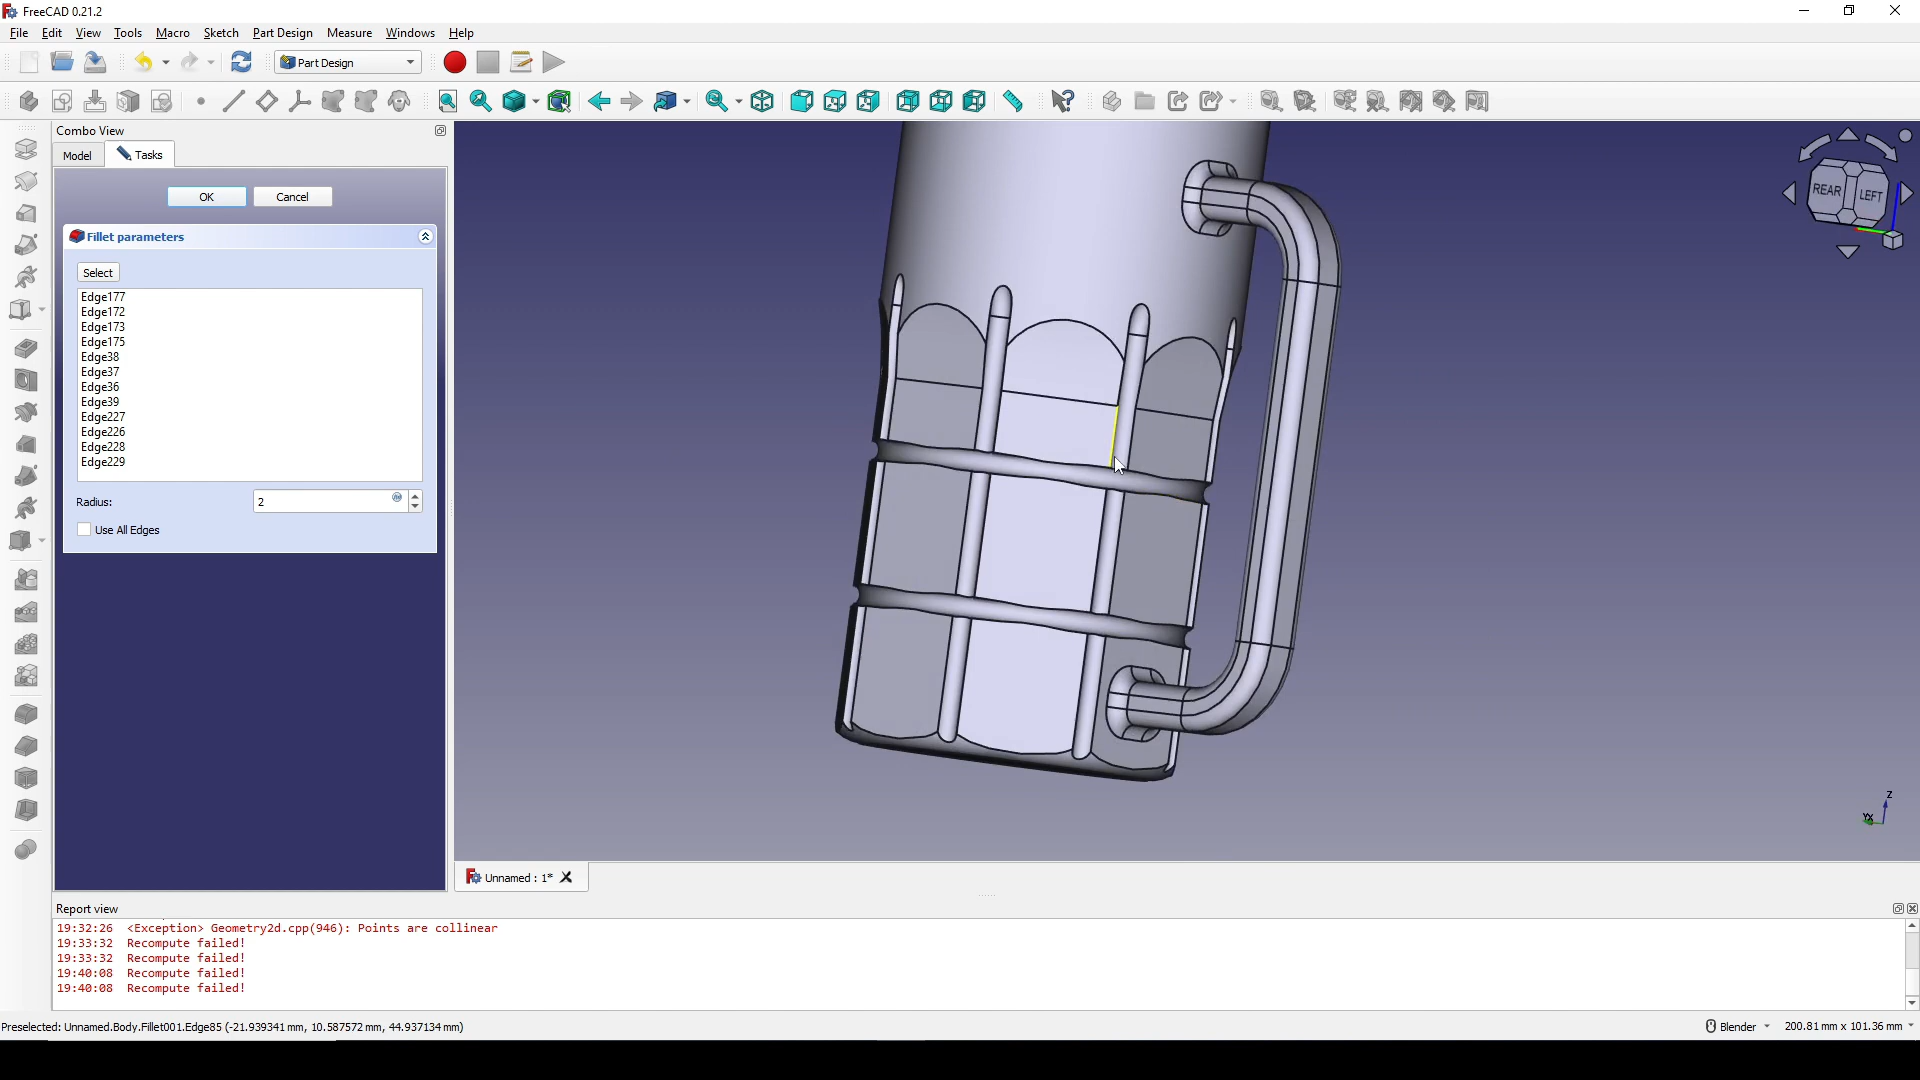 FreeCAD 0.21.2
File Edit View Tools Macro Sketch Part Design Measure Windows Help
Part Design
Combo View
Model Tasks
OK Cancel
Fillet parameters
Select
Edge177
Edge172
Edge173
Edge175
Edge38
Edge37
Edge36
Edge39
Edge227
Edge226
Edge228
Edge229
Radius: 2
Use All Edges
REAR LEFT
Z
Unnamed : 1*
Report view
19:32:26 <Exception> Geometry2d.cpp(946): Points are collinear
19:33:32 Recompute failed!
19:33:32 Recompute failed!
19:40:08 Recompute failed!
19:40:08 Recompute failed!
Preselected: Unnamed.Body.Fillet001.Edge85 (-21.939341 mm, 10.587572 mm, 44.937134 mm)
Blender 200.81 mm x 101.36 mm